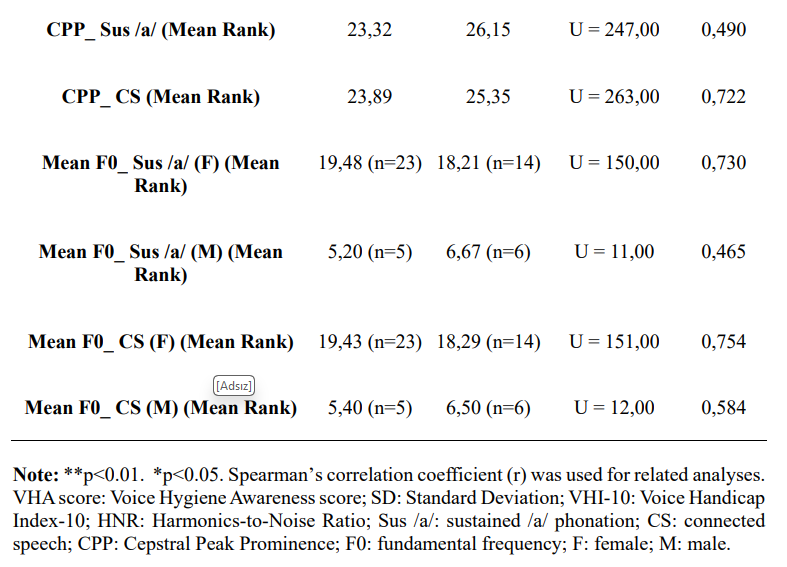 CPP_ Sus /a/ (Mean Rank) 23,32 26,15 U = 247,00 0,490
CPP_ CS (Mean Rank) 23,89 25,35 U = 263,00 0,722
Mean F0_ Sus /a/ (F) (Mean Rank) 19,48 (n=23) 18,21 (n=14) U = 150,00 0,730
Mean F0_ Sus /a/ (M) (Mean Rank) 5,20 (n=5) 6,67 (n=6) U = 11,00 0,465
Mean F0_ CS (F) (Mean Rank) 19,43 (n=23) 18,29 (n=14) U = 151,00 0,754
[Adsız]
Mean F0_ CS (M) (Mean Rank) 5,40 (n=5) 6,50 (n=6) U = 12,00 0,584
Note: **p<0.01. *p<0.05. Spearman's correlation coefficient (r) was used for related analyses.
VHA score: Voice Hygiene Awareness score; SD: Standard Deviation; VHI-10: Voice Handicap
Index-10; HNR: Harmonics-to-Noise Ratio; Sus /a/: sustained /a/ phonation; CS: connected
speech; CPP: Cepstral Peak Prominence; F0: fundamental frequency; F: female; M: male.